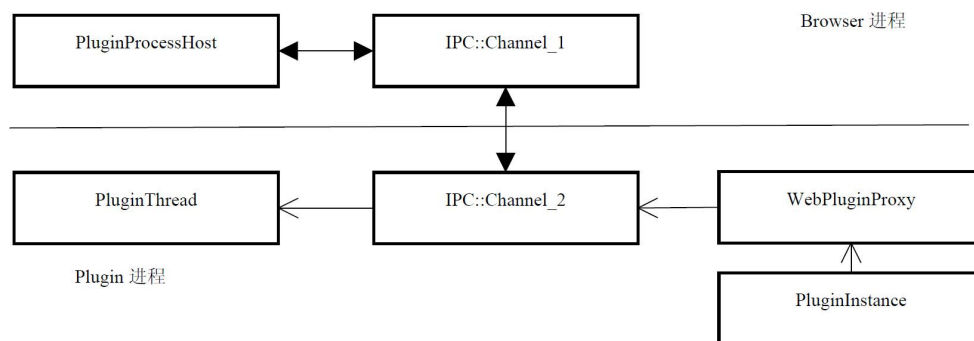 Browser 进程
PluginProcessHost
IPC::Channel_1
PluginThread
IPC::Channel_2
WebPluginProxy
Plugin 进程
PluginInstance